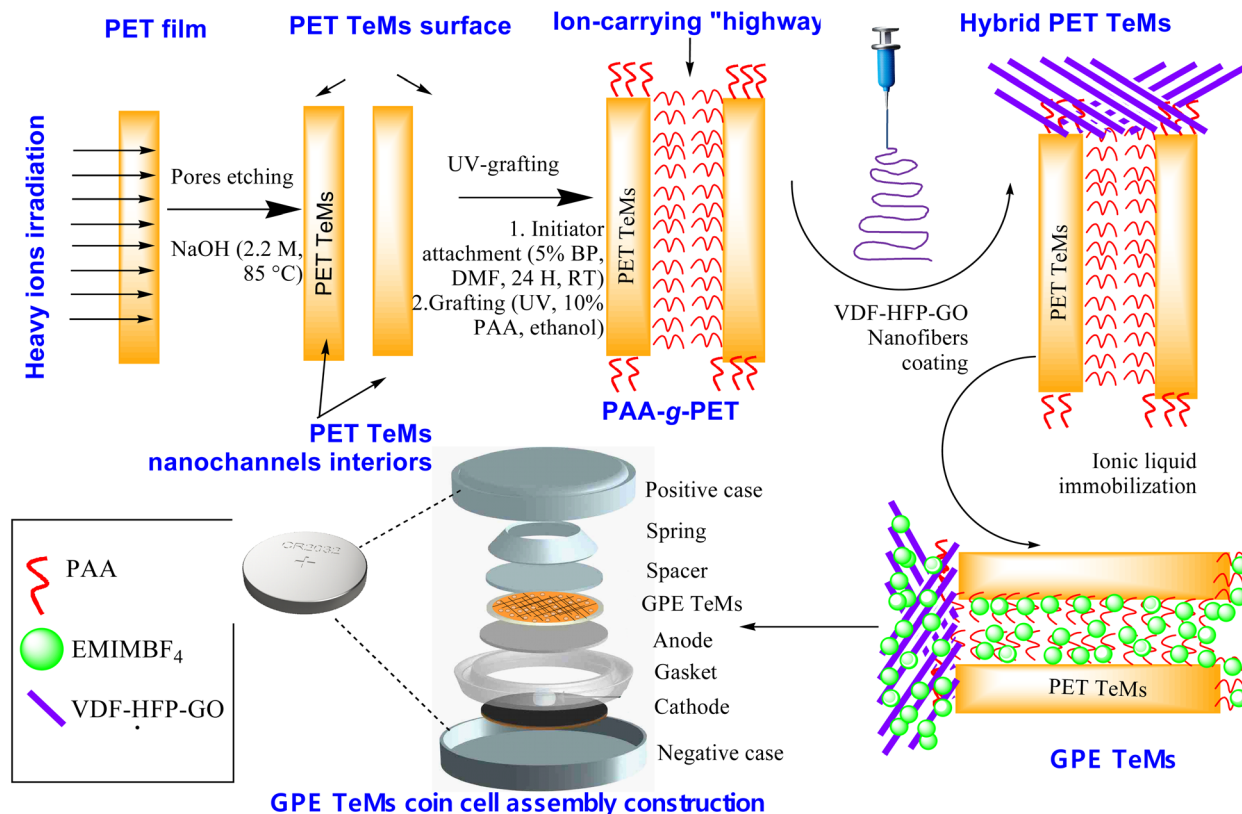 PET film
PET TeMs surface
Ion-carrying "highway
Hybrid PET TeMs
Heavy ions irradiation
Pores etching
NaOH (2.2 M,
85 °C)
PET TeMs
UV-grafting
1. Initiator
attachment (5% BP,
DMF, 24 H, RT)
2.Grafting (UV, 10%
PAA, ethanol)
PET TeMs
VDF-HFP-GO
Nanofibers
coating
PET TeMs
PAA-g-PET
PET TeMs
nanochannels interiors
Ionic liquid
immobilization
PAA
EMIMBF4
VDF-HFP-GO
CR2032
+
Positive case
Spring
Spacer
GPE TeMs
Anode
Gasket
Cathode
Negative case
PET TeMs
GPE TeMs
GPE TeMs coin cell assembly construction